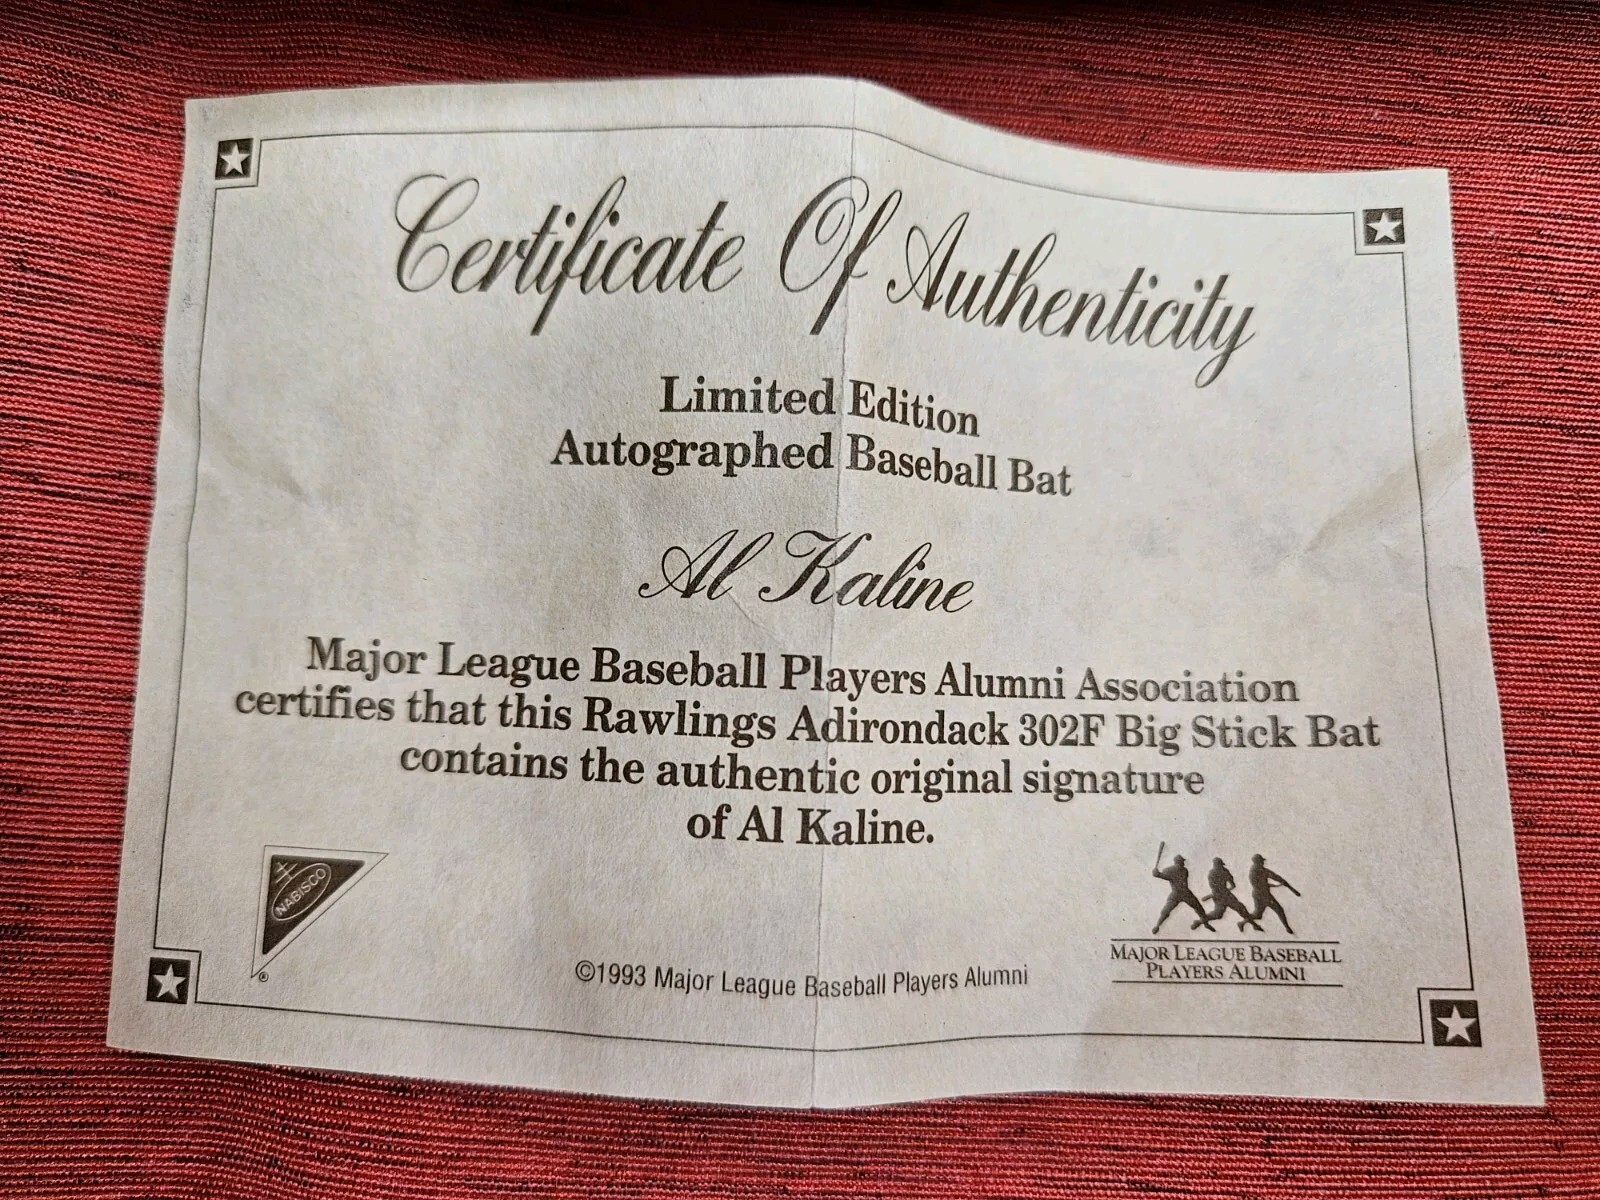 Certificate Of Authenticity
Limited Edition
Autographed Baseball Bat
Al Kaline
Major League Baseball Players Alumni Association
certifies that this Rawlings Adirondack 302F Big Stick Bat
contains the authentic original signature
of Al Kaline.
NABISCO
®
©1993 Major League Baseball Players Alumni
MAJOR LEAGUE BASEBALL
PLAYERS ALUMNI